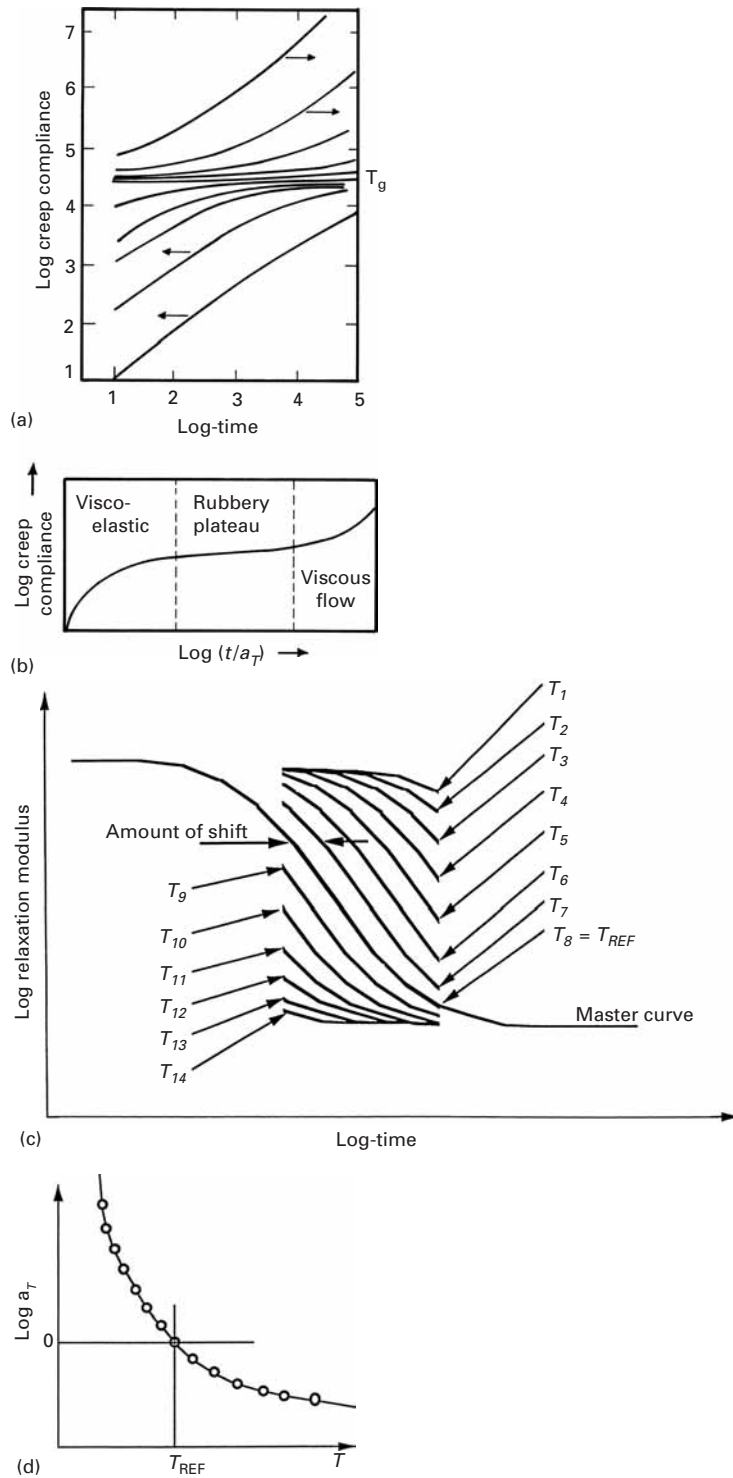 7
6
5
4
3
2
1
Log creep compliance
T_g
1 2 3 4 5
Log-time
(a)
Log creep
compliance
Visco-
elastic
Rubbery
plateau
Viscous
flow
Log (t/a_T)
(b)
Log relaxation modulus
Amount of shift
T_1
T_2
T_3
T_4
T_5
T_6
T_7
T_8 = T_REF
T_9
T_10
T_11
T_12
T_13
T_14
Master curve
Log-time
(c)
Log a_T
0
T_REF
T
(d)